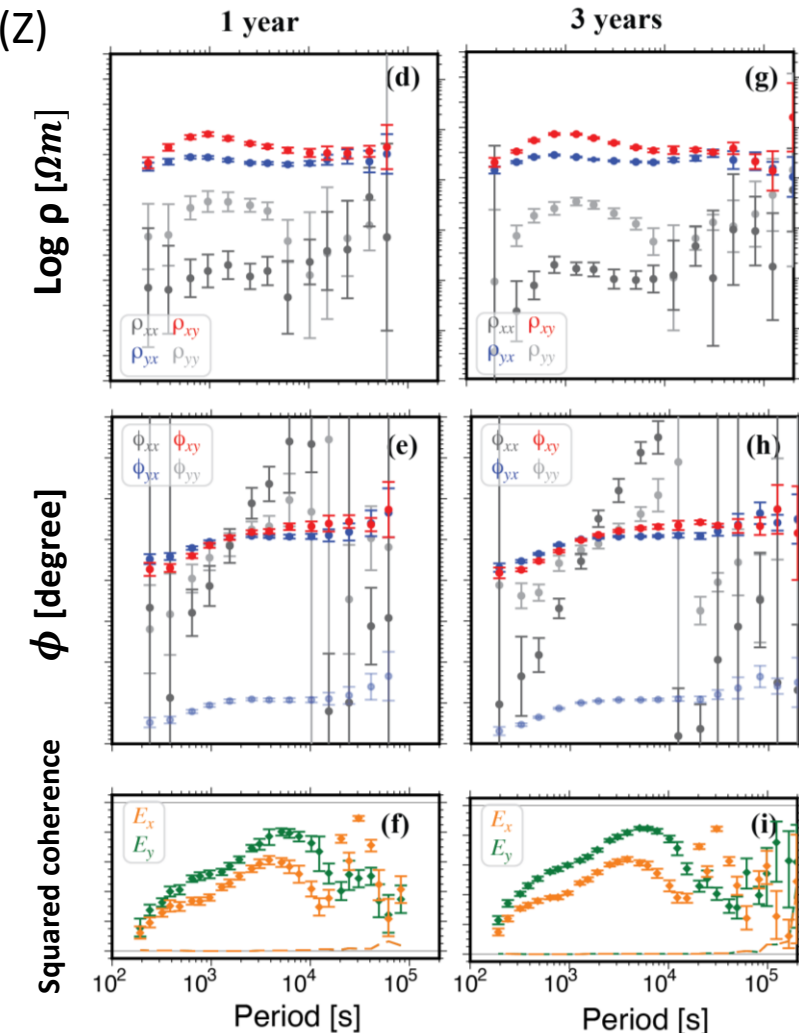 (Z)
1 year
3 years
Log ρ [Ωm]
(d)
ρxx ρxy
ρyx ρyy
(g)
ρxx ρxy
ρyx ρyy
ϕ [degree]
(e)
ϕxx ϕxy
ϕyx ϕyy
(h)
ϕxx ϕxy
ϕyx ϕyy
Squared coherence
(f)
Ex
Ey
(i)
Ex
Ey
10² 10³ 10⁴ 10⁵
10² 10³ 10⁴ 10⁵
Period [s]
Period [s]